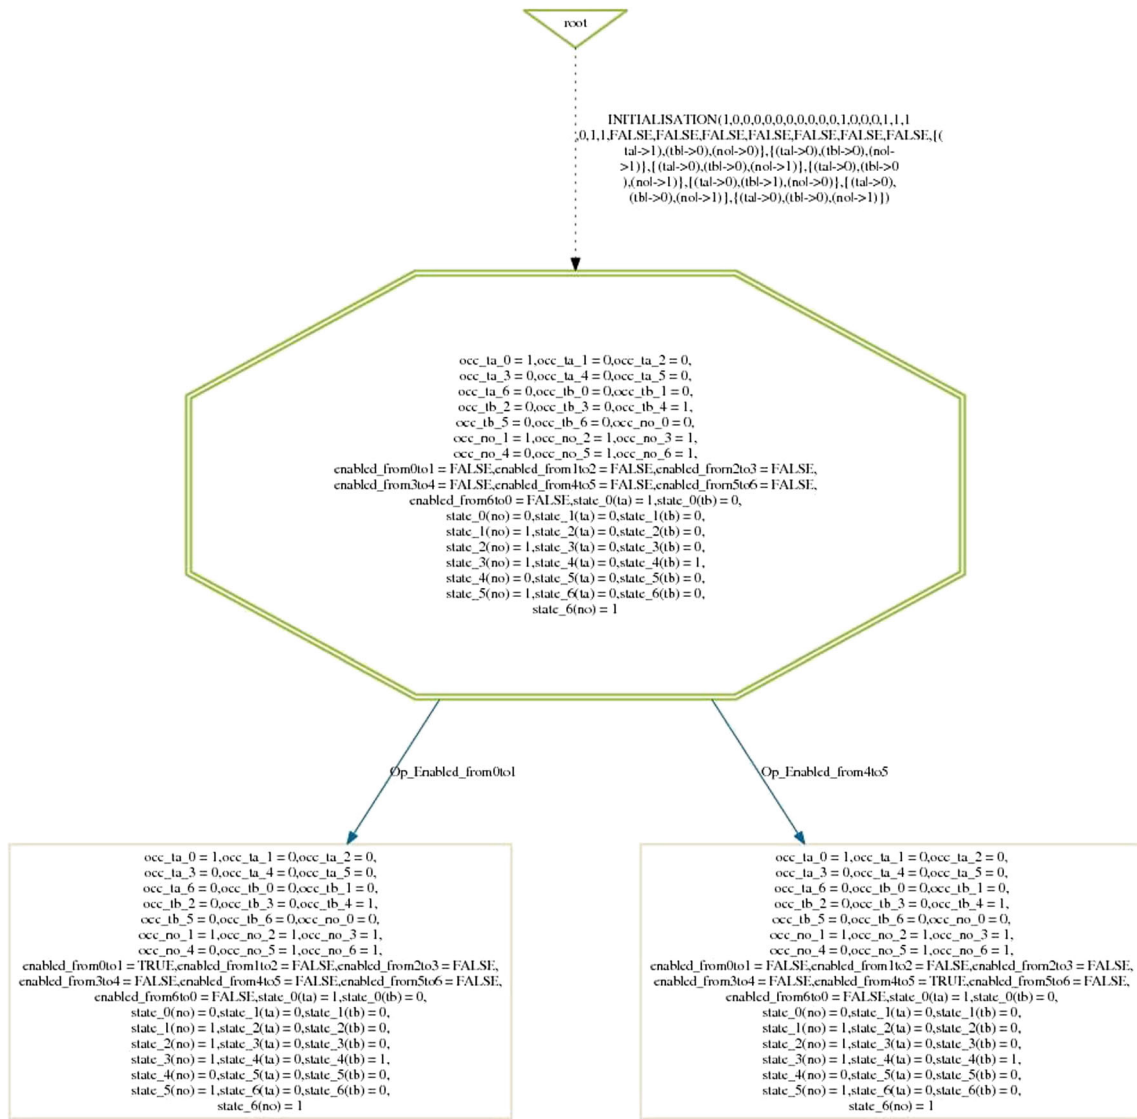 root
INITIALISATION(1,0,0,0,0,0,0,0,0,0,0,1,0,0,0,1,1,1
,0,1,1,FALSE,FALSE,FALSE,FALSE,FALSE,FALSE,FALSE,{(
ta|->1),(tb|->0),(no|->0)},{(ta|->0),(tb|->0),(no|-
>1)},{(ta|->0),(tb|->0),(no|->1)},{(ta|->0),(tb|->0
),(no|->1)},{(ta|->0),(tb|->1),(no|->0)},{(ta|->0),
(tb|->0),(no|->1)},{(ta|->0),(tb|->0),(no|->1)})
occ_ta_0 = 1,occ_ta_1 = 0,occ_ta_2 = 0,
occ_ta_3 = 0,occ_ta_4 = 0,occ_ta_5 = 0,
occ_ta_6 = 0,occ_tb_0 = 0,occ_tb_1 = 0,
occ_tb_2 = 0,occ_tb_3 = 0,occ_tb_4 = 1,
occ_tb_5 = 0,occ_tb_6 = 0,occ_no_0 = 0,
occ_no_1 = 1,occ_no_2 = 1,occ_no_3 = 1,
occ_no_4 = 0,occ_no_5 = 1,occ_no_6 = 1,
enabled_from0to1 = FALSE,enabled_from1to2 = FALSE,enabled_from2to3 = FALSE,
enabled_from3to4 = FALSE,enabled_from4to5 = FALSE,enabled_from5to6 = FALSE,
enabled_from6to0 = FALSE,state_0(ta) = 1,state_0(tb) = 0,
state_0(no) = 0,state_1(ta) = 0,state_1(tb) = 0,
state_1(no) = 1,state_2(ta) = 0,state_2(tb) = 0,
state_2(no) = 1,state_3(ta) = 0,state_3(tb) = 0,
state_3(no) = 1,state_4(ta) = 0,state_4(tb) = 1,
state_4(no) = 0,state_5(ta) = 0,state_5(tb) = 0,
state_5(no) = 1,state_6(ta) = 0,state_6(tb) = 0,
state_6(no) = 1
Op_Enabled_from0to1
Op_Enabled_from4to5
occ_ta_0 = 1,occ_ta_1 = 0,occ_ta_2 = 0,
occ_ta_3 = 0,occ_ta_4 = 0,occ_ta_5 = 0,
occ_ta_6 = 0,occ_tb_0 = 0,occ_tb_1 = 0,
occ_tb_2 = 0,occ_tb_3 = 0,occ_tb_4 = 1,
occ_tb_5 = 0,occ_tb_6 = 0,occ_no_0 = 0,
occ_no_1 = 1,occ_no_2 = 1,occ_no_3 = 1,
occ_no_4 = 0,occ_no_5 = 1,occ_no_6 = 1,
enabled_from0to1 = TRUE,enabled_from1to2 = FALSE,enabled_from2to3 = FALSE,
enabled_from3to4 = FALSE,enabled_from4to5 = FALSE,enabled_from5to6 = FALSE,
enabled_from6to0 = FALSE,state_0(ta) = 1,state_0(tb) = 0,
state_0(no) = 0,state_1(ta) = 0,state_1(tb) = 0,
state_1(no) = 1,state_2(ta) = 0,state_2(tb) = 0,
state_2(no) = 1,state_3(ta) = 0,state_3(tb) = 0,
state_3(no) = 1,state_4(ta) = 0,state_4(tb) = 1,
state_4(no) = 0,state_5(ta) = 0,state_5(tb) = 0,
state_5(no) = 1,state_6(ta) = 0,state_6(tb) = 0,
state_6(no) = 1
occ_ta_0 = 1,occ_ta_1 = 0,occ_ta_2 = 0,
occ_ta_3 = 0,occ_ta_4 = 0,occ_ta_5 = 0,
occ_ta_6 = 0,occ_tb_0 = 0,occ_tb_1 = 0,
occ_tb_2 = 0,occ_tb_3 = 0,occ_tb_4 = 1,
occ_tb_5 = 0,occ_tb_6 = 0,occ_no_0 = 0,
occ_no_1 = 1,occ_no_2 = 1,occ_no_3 = 1,
occ_no_4 = 0,occ_no_5 = 1,occ_no_6 = 1,
enabled_from0to1 = FALSE,enabled_from1to2 = FALSE,enabled_from2to3 = FALSE,
enabled_from3to4 = FALSE,enabled_from4to5 = TRUE,enabled_from5to6 = FALSE,
enabled_from6to0 = FALSE,state_0(ta) = 1,state_0(tb) = 0,
state_0(no) = 0,state_1(ta) = 0,state_1(tb) = 0,
state_1(no) = 1,state_2(ta) = 0,state_2(tb) = 0,
state_2(no) = 1,state_3(ta) = 0,state_3(tb) = 0,
state_3(no) = 1,state_4(ta) = 0,state_4(tb) = 1,
state_4(no) = 0,state_5(ta) = 0,state_5(tb) = 0,
state_5(no) = 1,state_6(ta) = 0,state_6(tb) = 0,
state_6(no) = 1